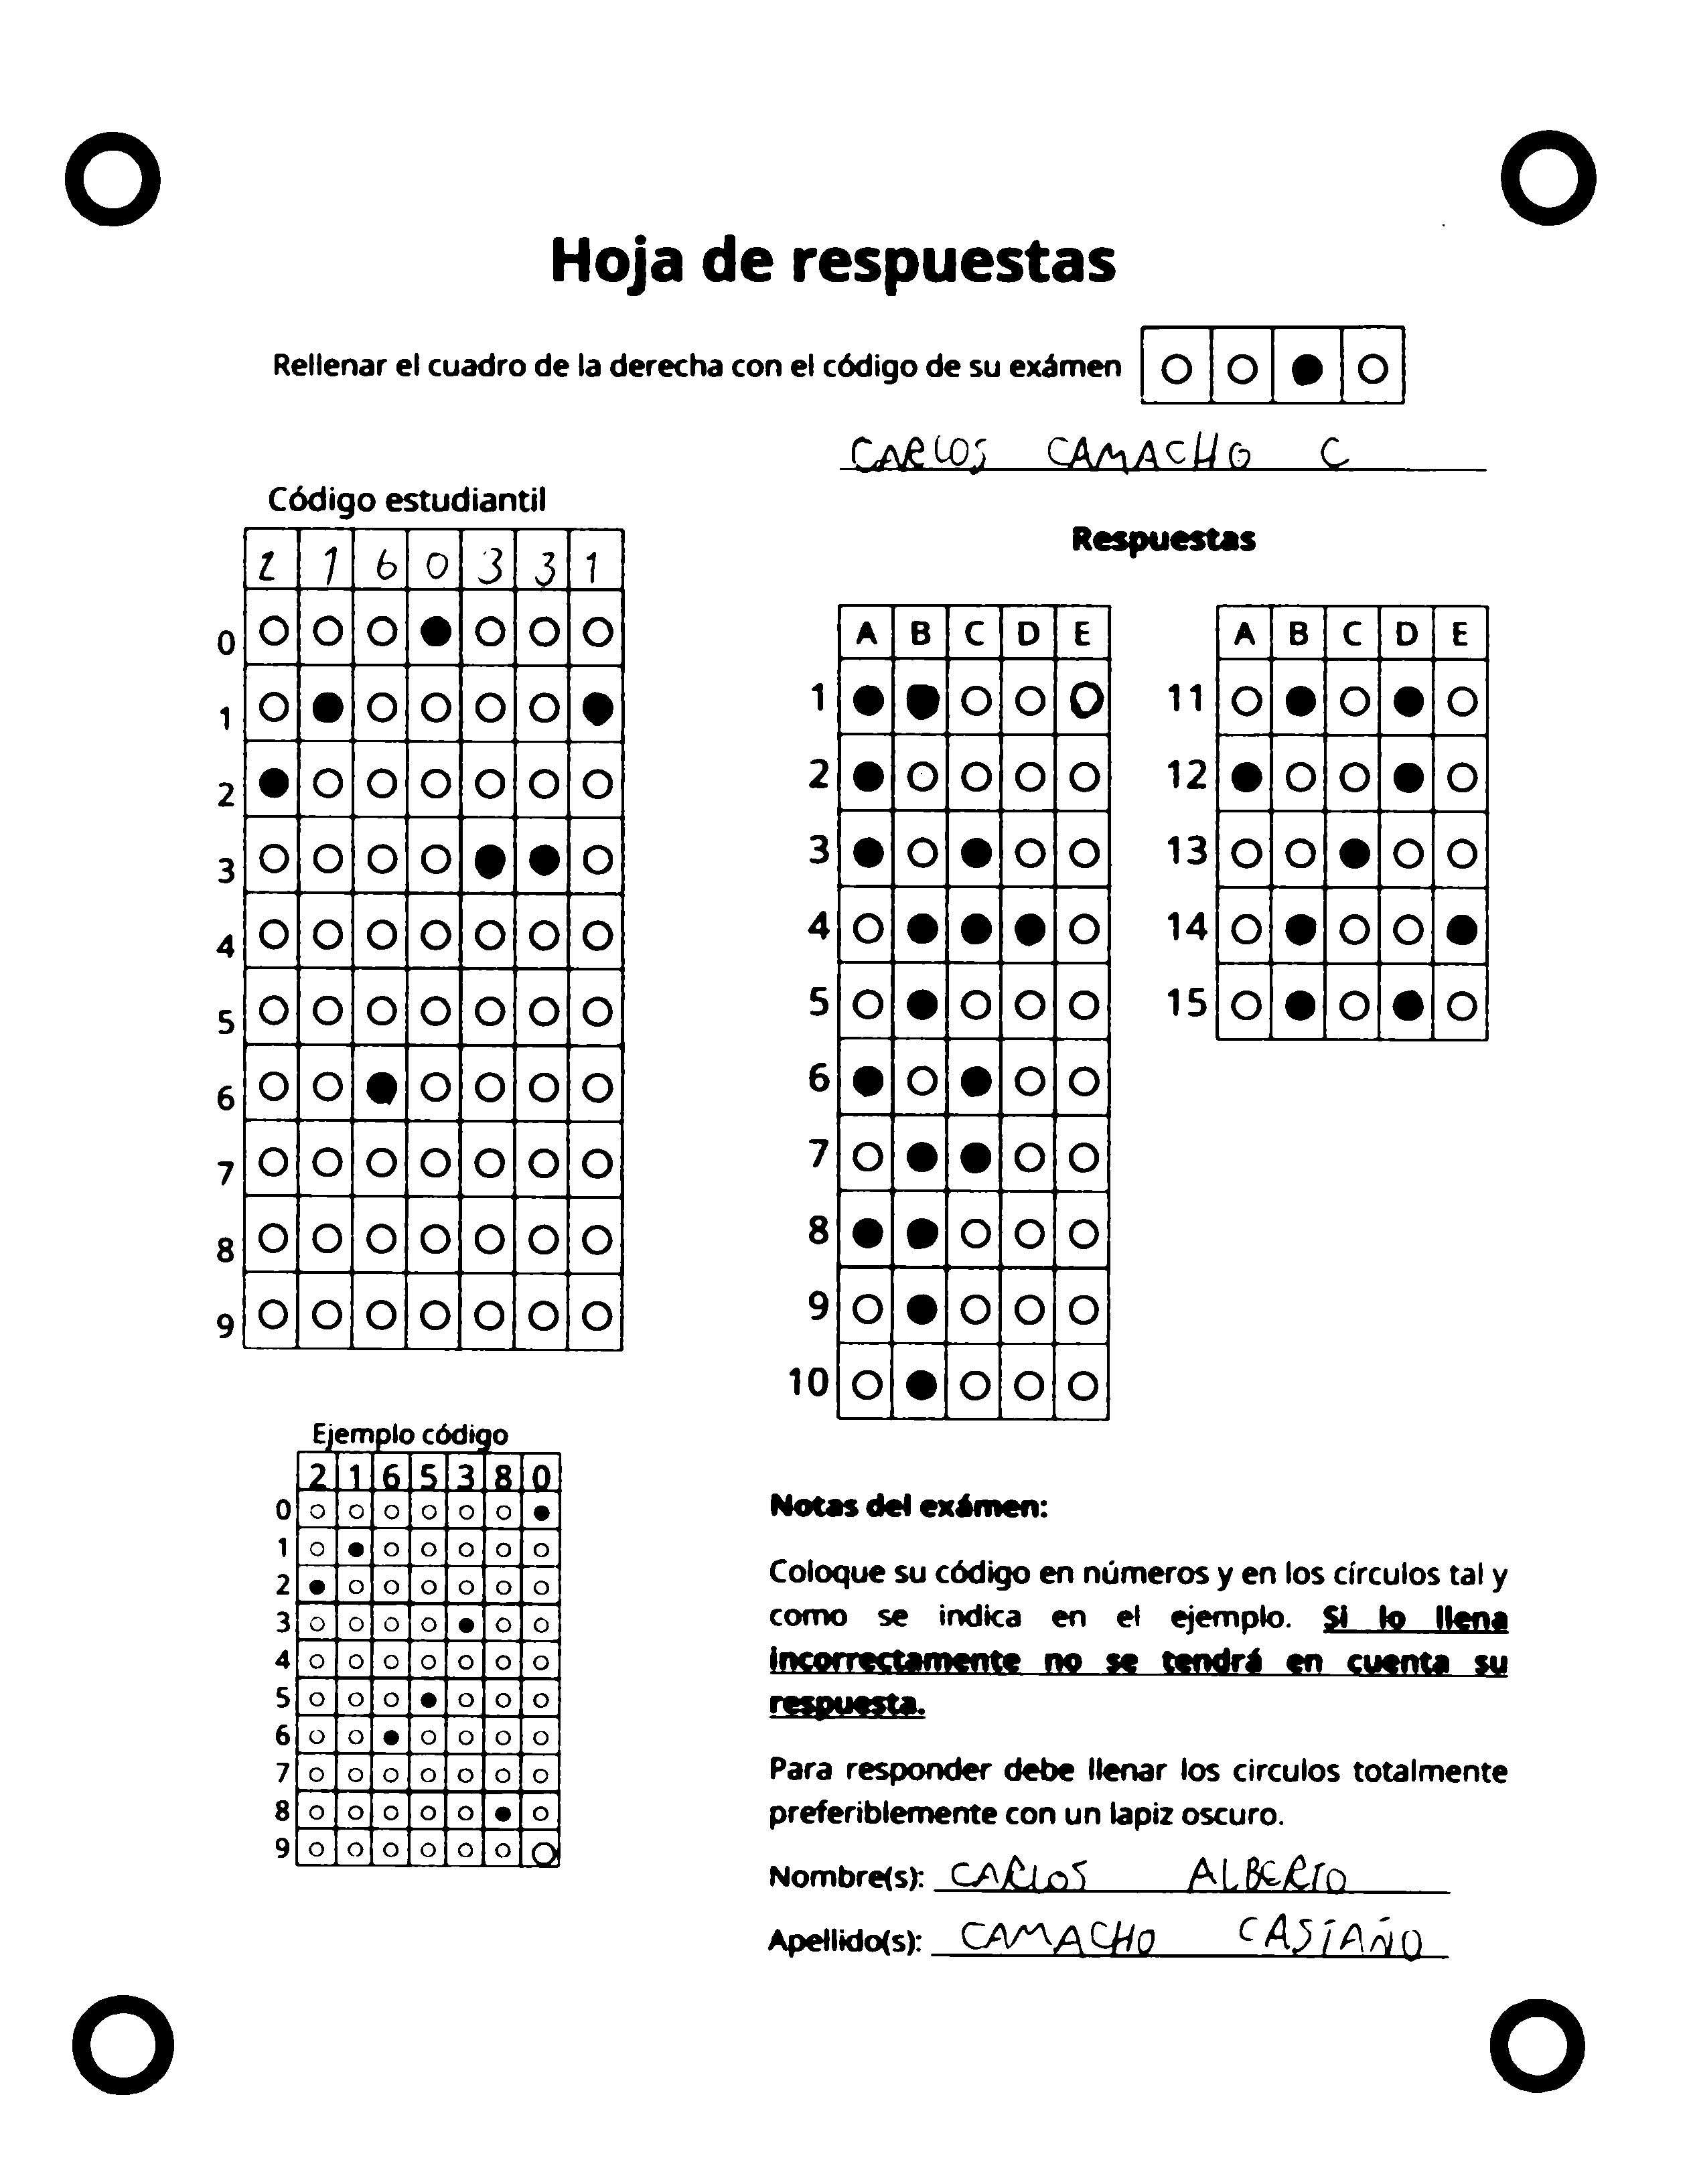 Hoja de respuestas
Rellenar el cuadro de la derecha con el código de su exámen
CARLOS CAMACHO C
Código estudiantil
2 1 6 0 3 3 1
0
1
2
3
4
5
6
7
8
9
Respuestas
A B C D E
1
2
3
4
5
6
7
8
9
10
A B C D E
11
12
13
14
15
Ejemplo código
2 1 6 5 3 8 0
0
1
2
3
4
5
6
7
8
9
Notas del exámen:
Coloque su código en números y en los círculos tal y
como se indica en el ejemplo. Si lo llena
incorrectamente no se tendrá en cuenta su
respuesta.
Para responder debe llenar los circulos totalmente
preferiblemente con un lapiz oscuro.
Nombre(s): CARLOS ALBERTO
Apellido(s): CAMACHO CASTAÑO